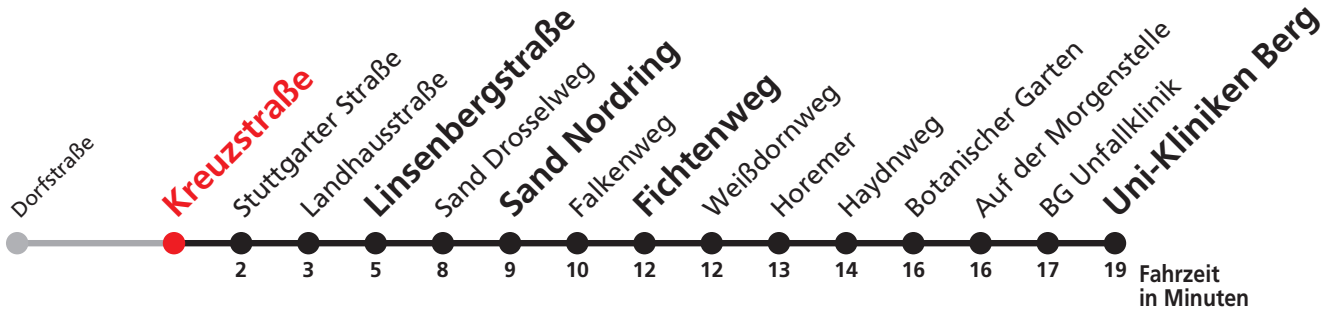 Dorfstraße
Kreuzstraße
Stuttgarter Straße
Landhausstraße
Linsenbergstraße
Sand Drosselweg
Sand Nordring
Falkenweg
Fichtenweg
Weißdornweg
Horemer
Haydnweg
Botanischer Garten
Auf der Morgenstelle
BG Unfallklinik
Uni-Kliniken Berg
2 3 5 8 9 10 12 12 13 14 16 16 17 19
Fahrzeit
in Minuten